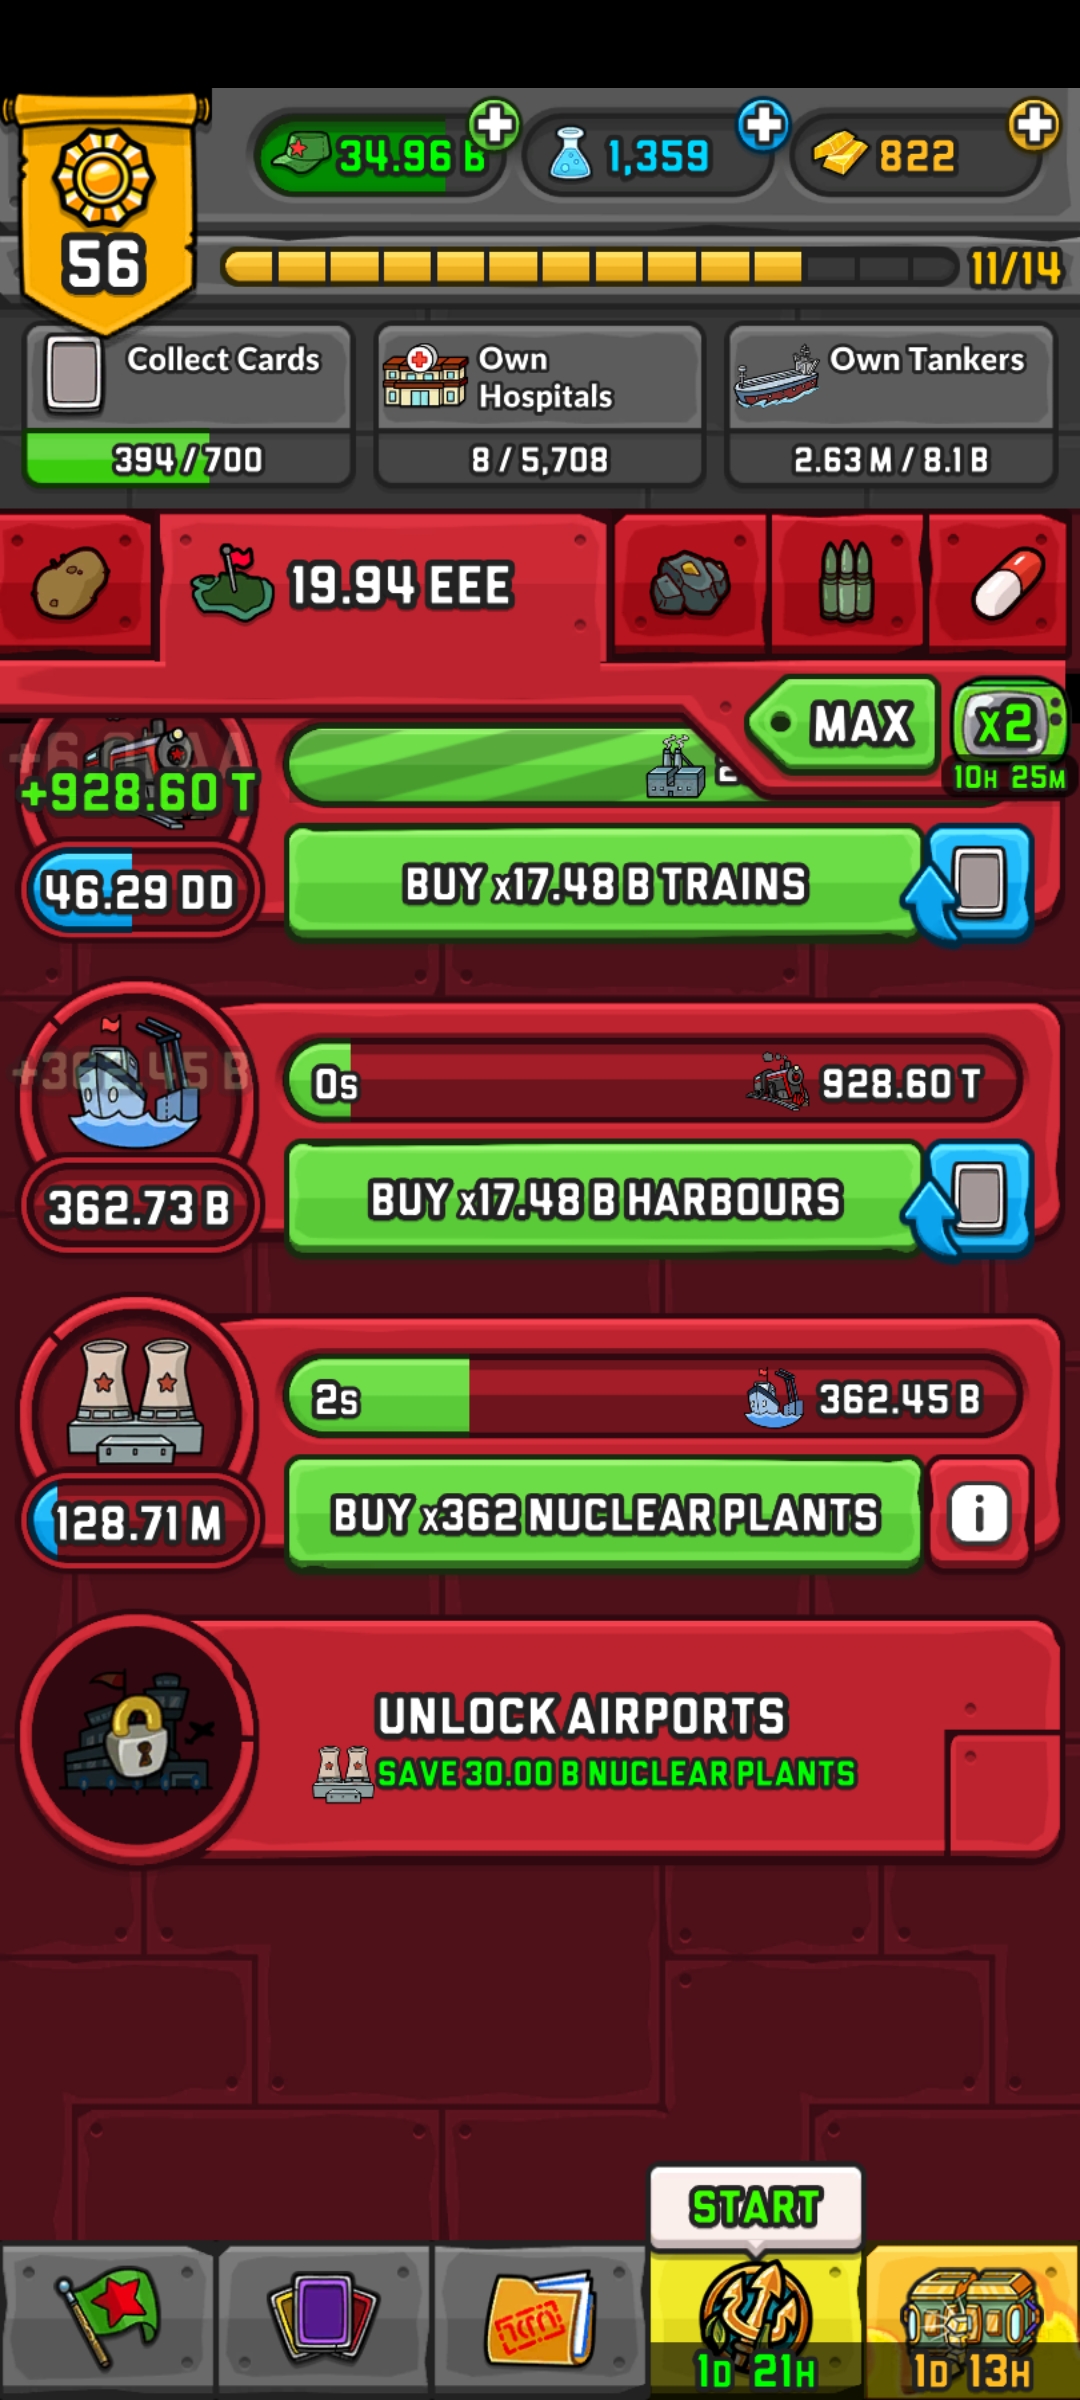 56
34.96 B
1,359
822
11/14
Collect Cards
394/700
Own
Hospitals
8/5,708
Own Tankers
2.63 M/8.1 B
19.94 EEE
MAX
x2
10H 25M
+928.60 T
46.29 DD
BUY x17.48 B TRAINS
+362.45 B
0s
928.60 T
362.73 B
BUY x17.48 B HARBOURS
2s
362.45 B
128.71 M
BUY x362 NUCLEAR PLANTS
i
UNLOCK AIRPORTS
SAVE 30.00 B NUCLEAR PLANTS
START
1D 21H
1D 13H